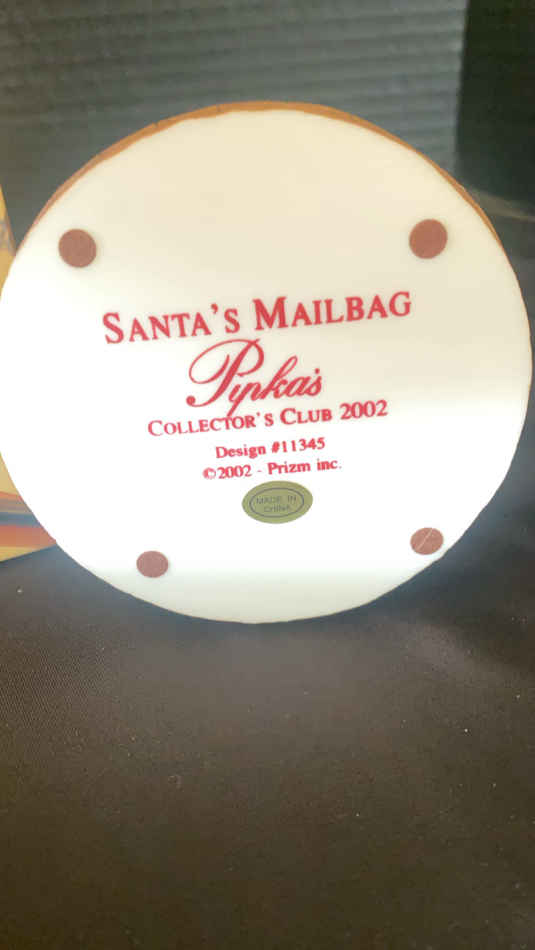 SANTA'S MAILBAG
Pipka's
COLLECTOR'S CLUB 2002
Design #11345
©2002 - Prizm inc.
MADE IN
CHINA